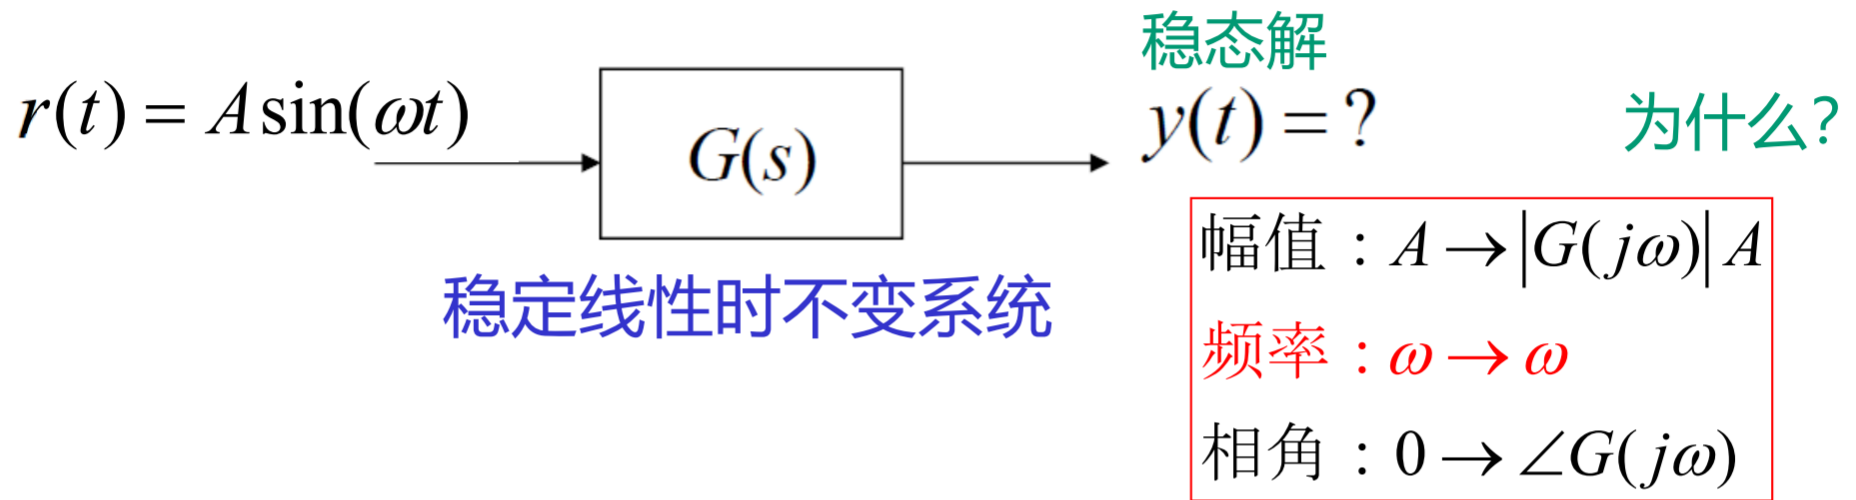 稳态解
r(t) = A sin(ωt)
G(s)
y(t) = ?
为什么?
稳定线性时不变系统
幅值：A → |G(jω)| A
频率：ω → ω
相角：0 → ∠G(jω)